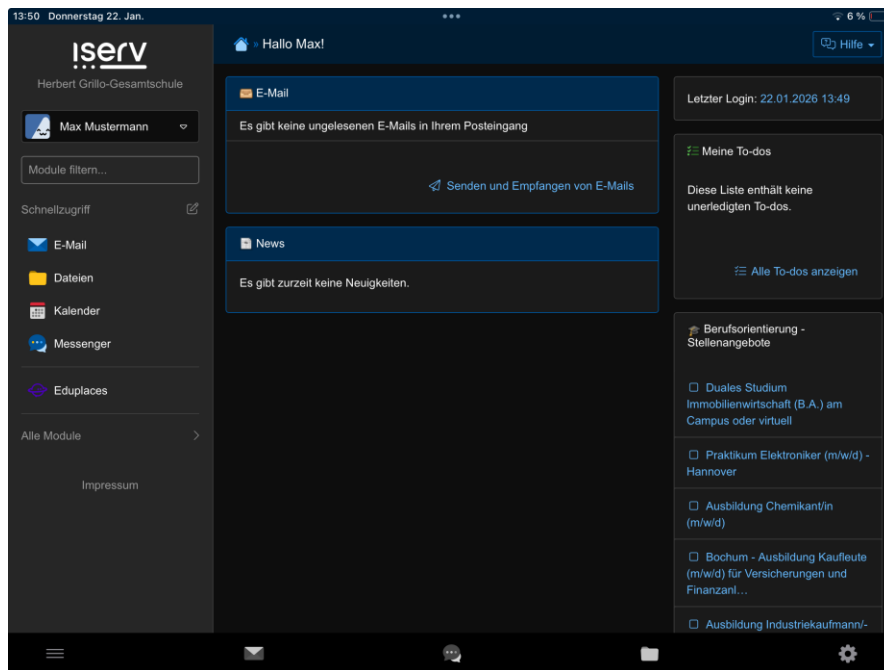 13:50 Donnerstag 22. Jan.
6 %
IServ
Herbert Grillo-Gesamtschule
Max Mustermann
Module filtern...
Schnellzugriff
E-Mail
Dateien
Kalender
Messenger
Eduplaces
Alle Module
Impressum
» Hallo Max!
Hilfe
E-Mail
Es gibt keine ungelesenen E-Mails in Ihrem Posteingang
Senden und Empfangen von E-Mails
News
Es gibt zurzeit keine Neuigkeiten.
Letzter Login: 22.01.2026 13:49
Meine To-dos
Diese Liste enthält keine
unerledigten To-dos.
Alle To-dos anzeigen
Berufsorientierung -
Stellenangebote
Duales Studium
Immobilienwirtschaft (B.A.) am
Campus oder virtuell
Praktikum Elektroniker (m/w/d) -
Hannover
Ausbildung Chemikant/in
(m/w/d)
Bochum - Ausbildung Kaufleute
(m/w/d) für Versicherungen und
Finanzanl...
Ausbildung Industriekaufmann/-